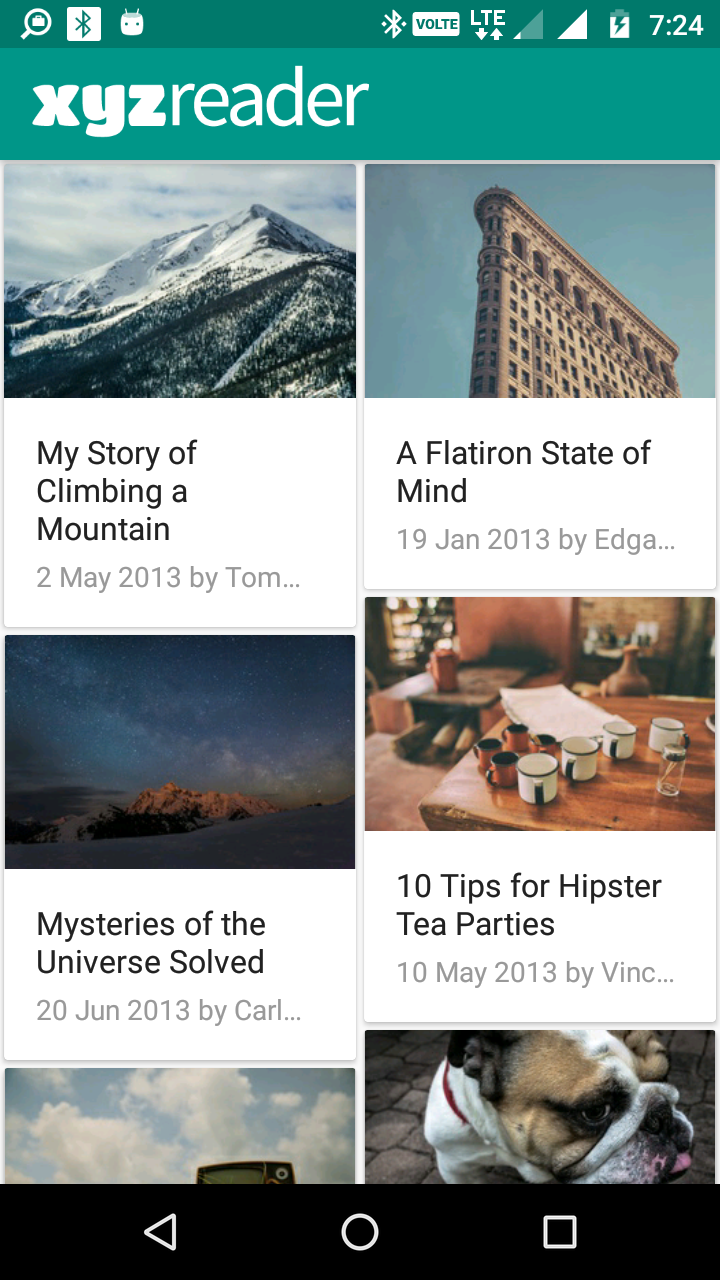 VOLTE
LTE
7:24
xyzreader
My Story of
Climbing a
Mountain
2 May 2013 by Tom...
A Flatiron State of
Mind
19 Jan 2013 by Edga...
Mysteries of the
Universe Solved
20 Jun 2013 by Carl...
10 Tips for Hipster
Tea Parties
10 May 2013 by Vinc...